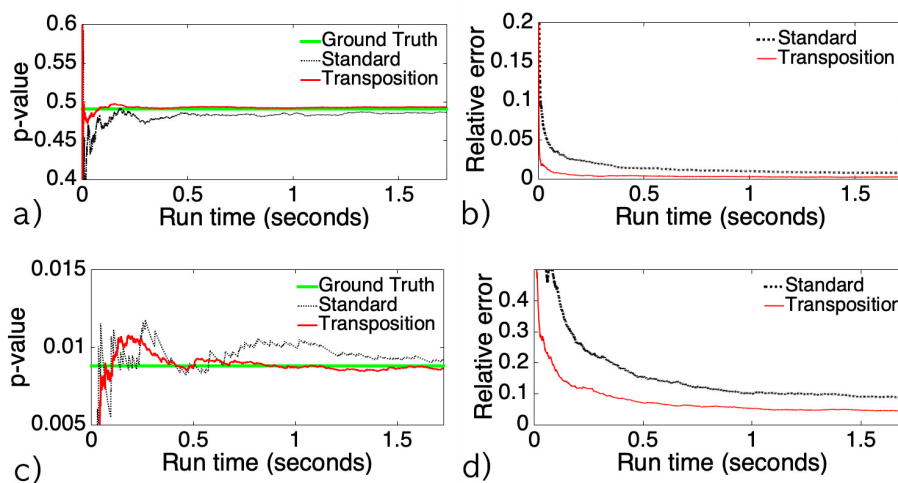 0.6
0.55
0.5
0.45
0.4
p-value
Ground Truth
Standard
Transposition
0
0.5
1
1.5
Run time (seconds)
a)
0.2
0.15
0.1
0.05
0
Relative error
Standard
Transposition
0
0.5
1
1.5
Run time (seconds)
b)
0.015
0.01
0.005
p-value
Ground Truth
Standard
Transposition
0
0.5
1
1.5
Run time (seconds)
c)
0.4
0.3
0.2
0.1
0
Relative error
Standard
Transposition
0
0.5
1
1.5
Run time (seconds)
d)